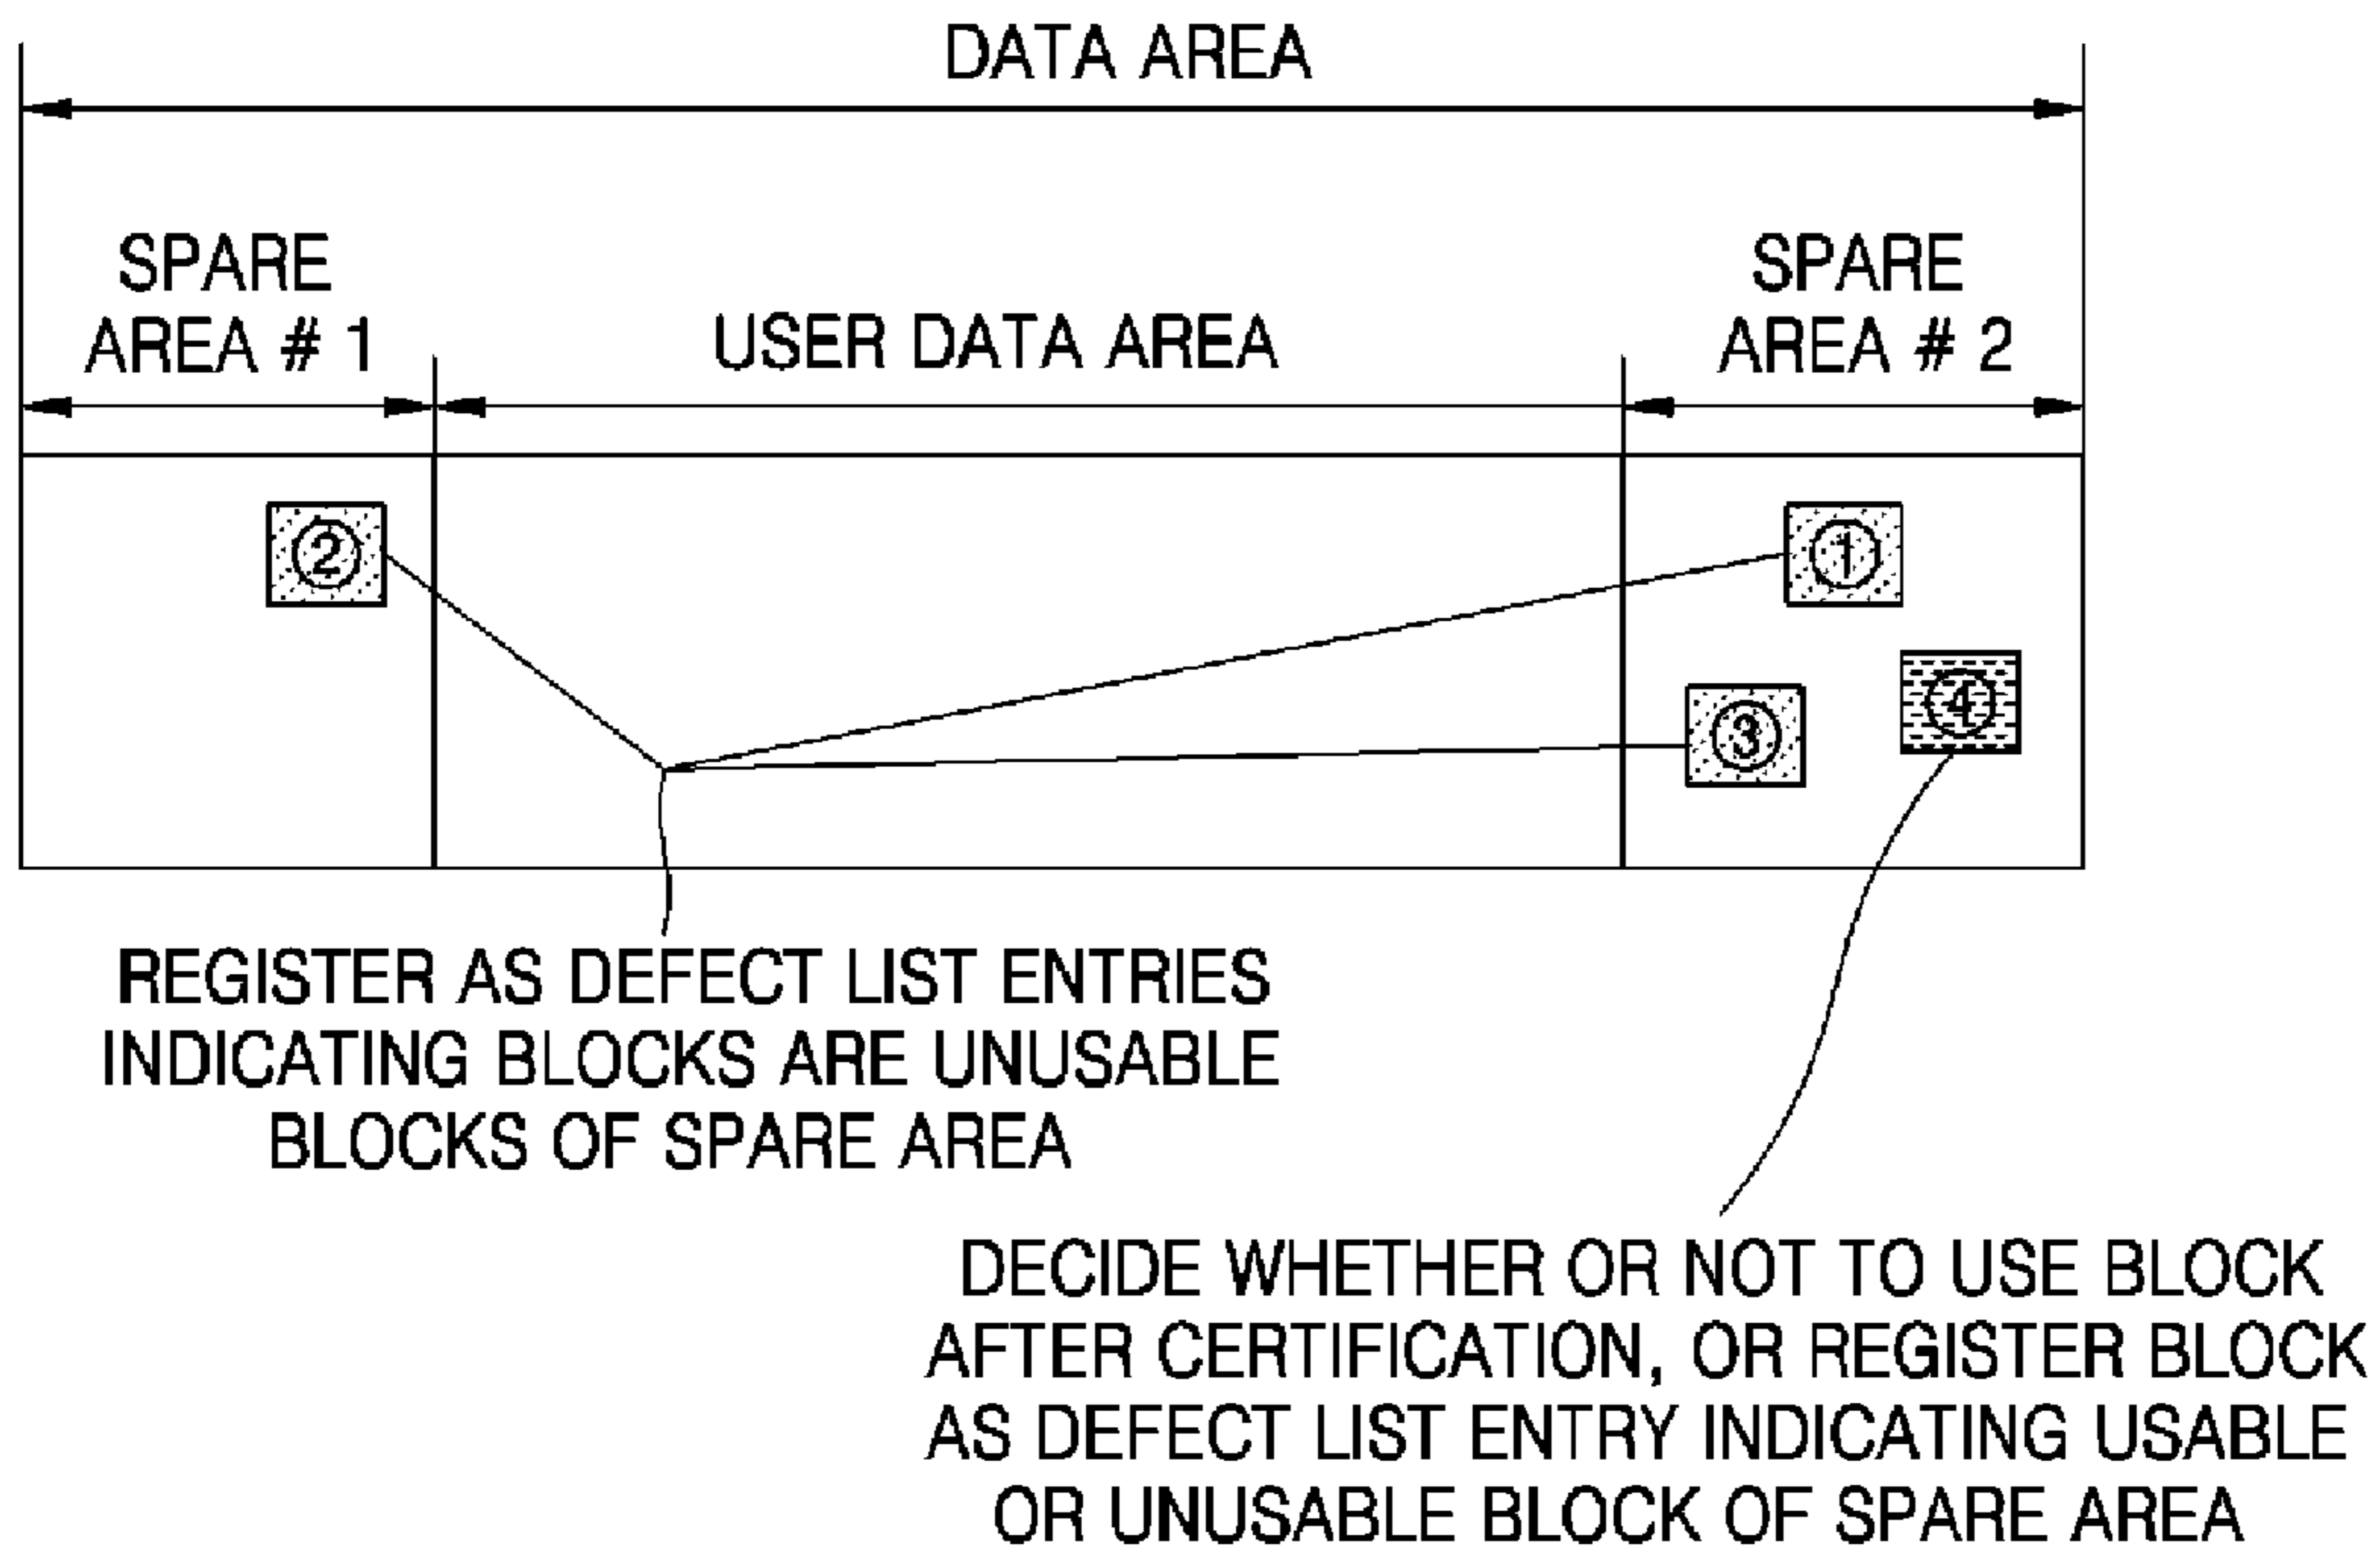 DATA AREA
SPARE
AREA # 1
USER DATA AREA
SPARE
AREA # 2
②
①
④
③
REGISTER AS DEFECT LIST ENTRIES
INDICATING BLOCKS ARE UNUSABLE
BLOCKS OF SPARE AREA
DECIDE WHETHER OR NOT TO USE BLOCK
AFTER CERTIFICATION, OR REGISTER BLOCK
AS DEFECT LIST ENTRY INDICATING USABLE
OR UNUSABLE BLOCK OF SPARE AREA